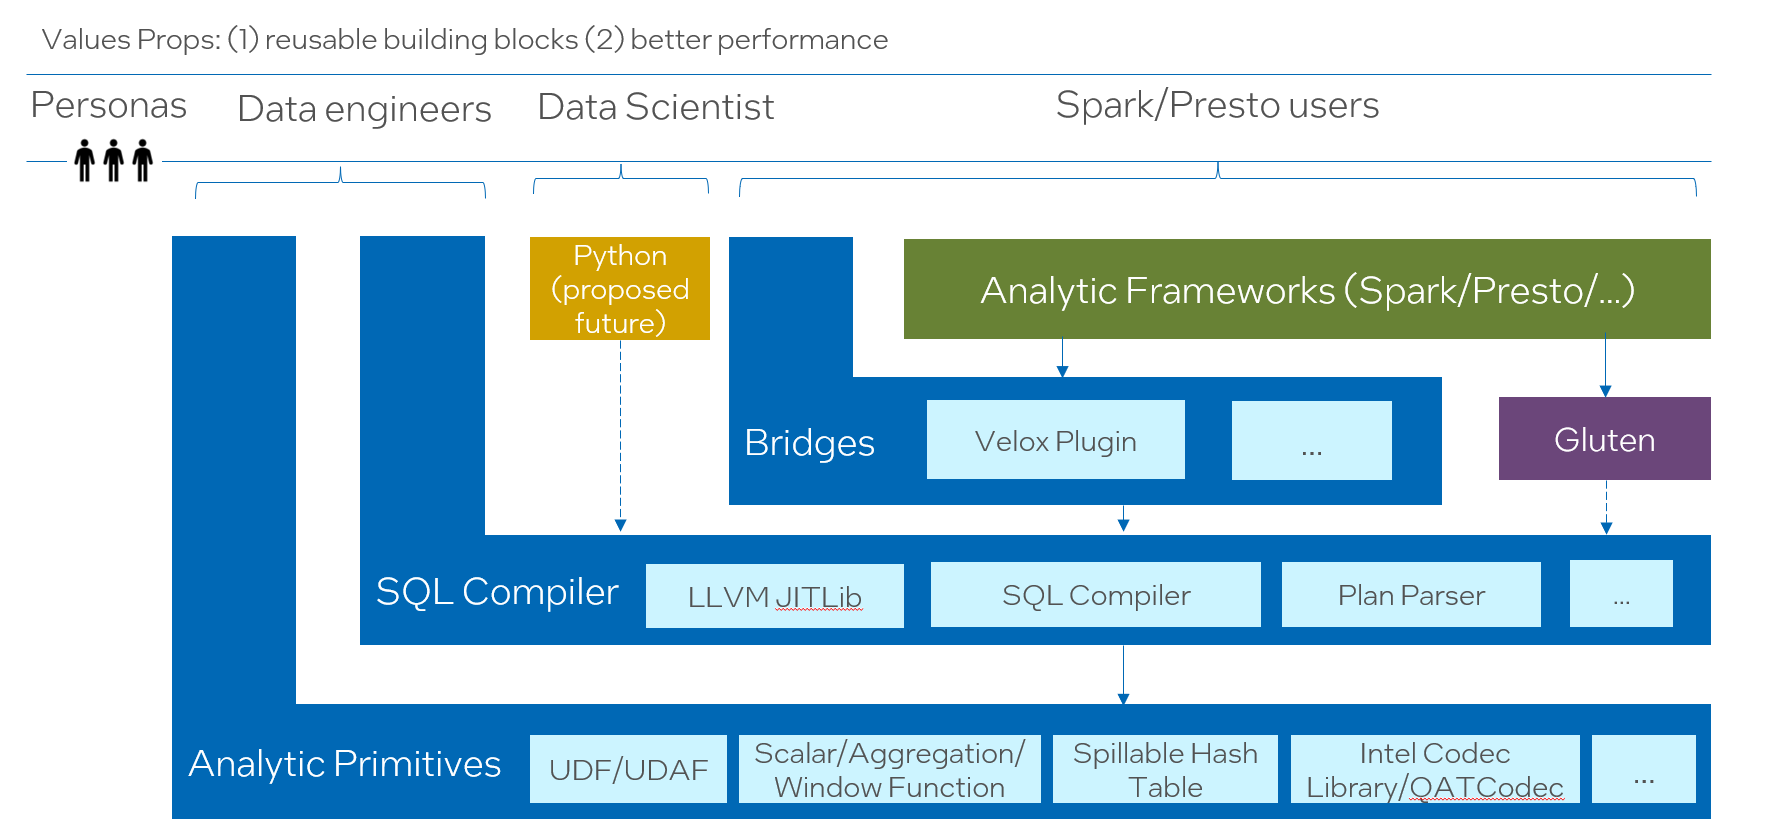 Values Props: (1) reusable building blocks (2) better performance
Personas
Data engineers
Data Scientist
Spark/Presto users
Python
(proposed
future)
Analytic Frameworks (Spark/Presto/...)
Bridges
Velox Plugin
...
Gluten
SQL Compiler
LLVM JITLib
SQL Compiler
Plan Parser
...
Analytic Primitives
UDF/UDAF
Scalar/Aggregation/
Window Function
Spillable Hash
Table
Intel Codec
Library/QATCodec
...